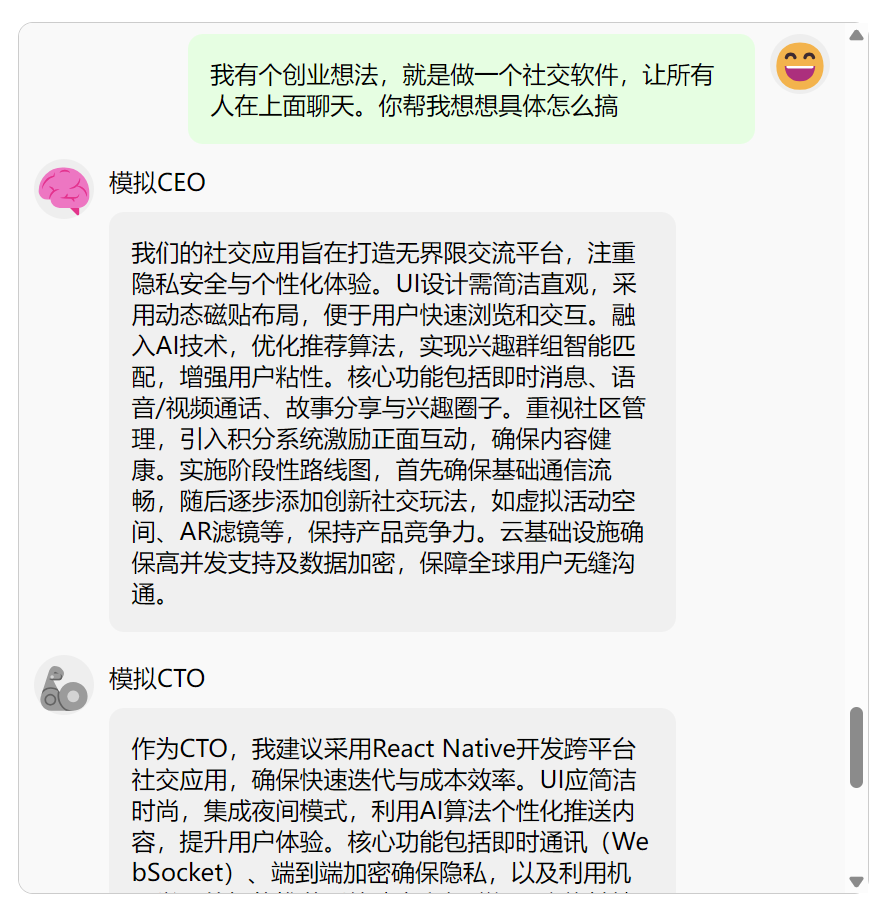 我有个创业想法，就是做一个社交软件，让所有
人在上面聊天。你帮我想想具体怎么搞
模拟CEO
我们的社交应用旨在打造无界限交流平台，注重
隐私安全与个性化体验。UI设计需简洁直观，采
用动态磁贴布局，便于用户快速浏览和交互。融
入AI技术，优化推荐算法，实现兴趣群组智能匹
配，增强用户粘性。核心功能包括即时消息、语
音/视频通话、故事分享与兴趣圈子。重视社区管
理，引入积分系统激励正面互动，确保内容健
康。实施阶段性路线图，首先确保基础通信流
畅，随后逐步添加创新社交玩法，如虚拟活动空
间、AR滤镜等，保持产品竞争力。云基础设施确
保高并发支持及数据加密，保障全球用户无缝沟
通。
模拟CTO
作为CTO，我建议采用React Native开发跨平台
社交应用，确保快速迭代与成本效率。UI应简洁
时尚，集成夜间模式，利用AI算法个性化推送内
容，提升用户体验。核心功能包括即时通讯（We
bSocket）、端到端加密确保隐私，以及利用机